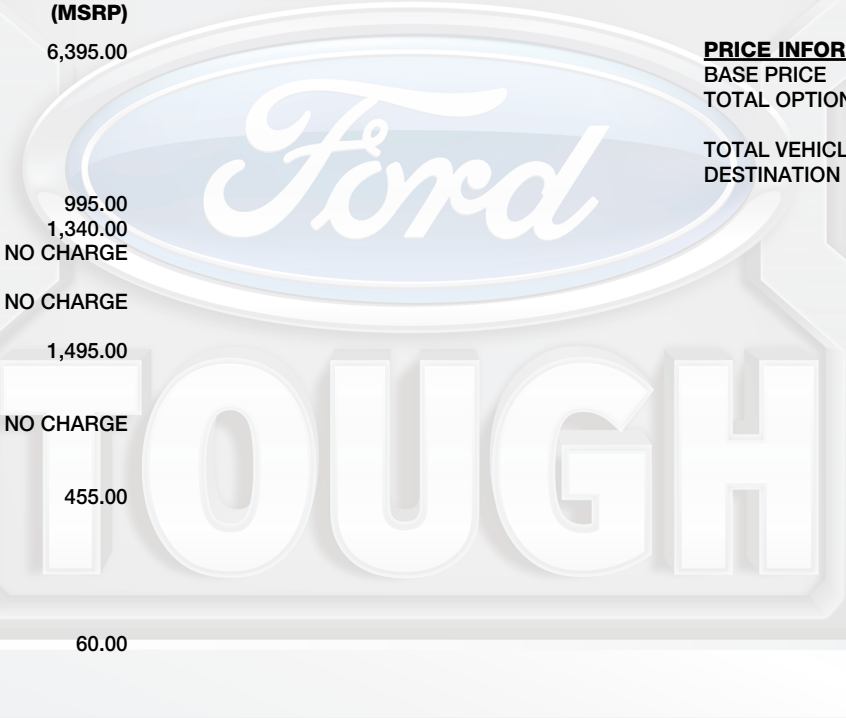 (MSRP)
6,395.00
995.00
1,340.00
NO CHARGE
NO CHARGE
1,495.00
NO CHARGE
455.00
60.00
PRICE INFOR
BASE PRICE
TOTAL OPTION
TOTAL VEHICL
DESTINATION
Ford
TOUGH